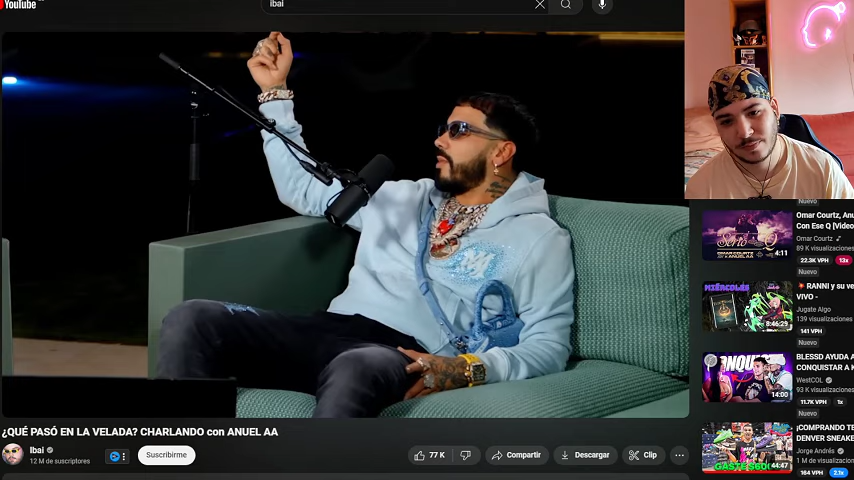 YouTube
ibai
¿QUÉ PASÓ EN LA VELADA? CHARLANDO con ANUEL AA
Ibai
12 M de suscriptores
Suscribirme
77 K
Compartir
Descargar
Clip
Nuevo
Omar Courtz, Anu
Con Ese Q [Video
Omar Courtz
89 K visualizaciones
22.3K VPH 13x
4:11
Nuevo
MIÉRCOLES
RANNI y su ve
VIVO -
Jugate Algo
139 visualizaciones
141 VPH
8:46:29
Nuevo
BLESSD AYUDA A
CONQUISTAR A K
WestCOL
93 K visualizaciones
11.7K VPH 1x
14:00
Nuevo
¡COMPRANDO TE
DENVER SNEAKE
Jorge Andrés
1 M de visualizacion
164 VPH 2.1x
44:47